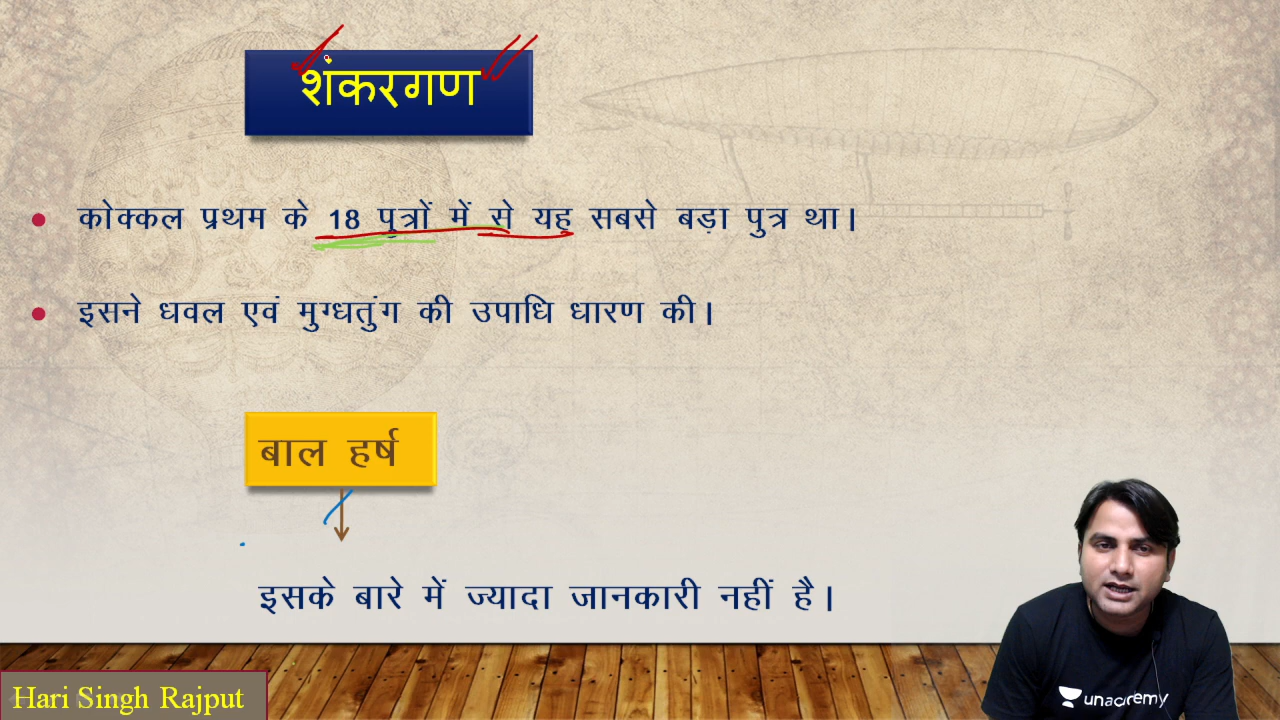 शंकरगण
कोक्कल प्रथम के 18 पुत्रों में से यह सबसे बड़ा पुत्र था।
इसने धवल एवं मुग्धतुंग की उपाधि धारण की।
बाल हर्ष
इसके बारे में ज्यादा जानकारी नहीं है।
unacademy
Hari Singh Rajput